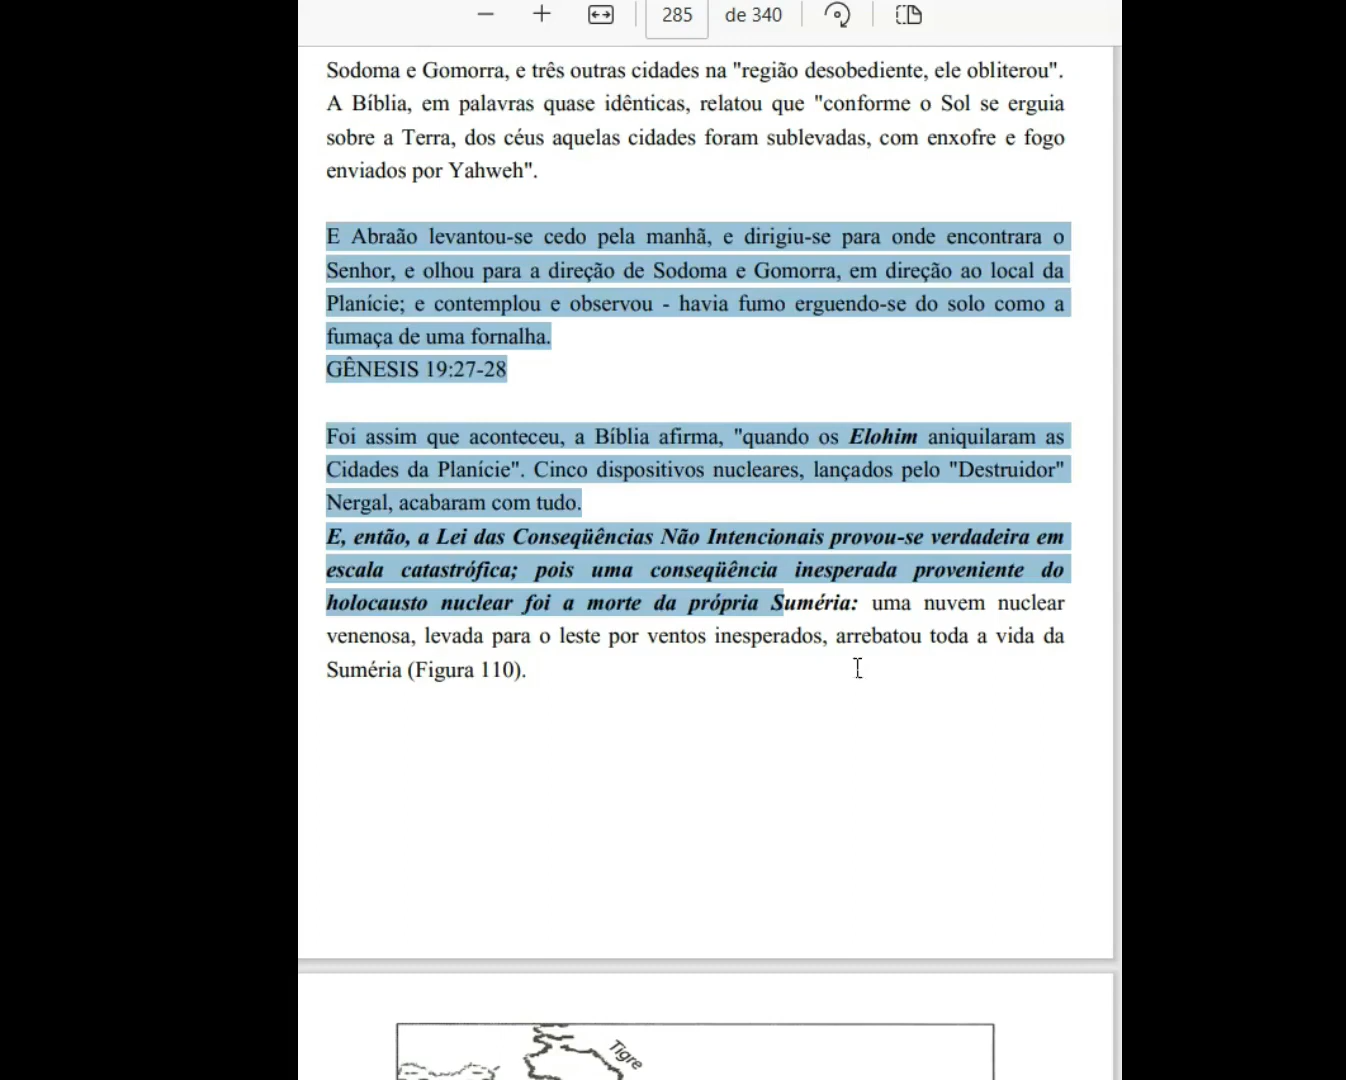 285 de 340
Sodoma e Gomorra, e três outras cidades na "região desobediente, ele obliterou".
A Bíblia, em palavras quase idênticas, relatou que "conforme o Sol se erguia
sobre a Terra, dos céus aquelas cidades foram sublevadas, com enxofre e fogo
enviados por Yahweh".
E Abraão levantou-se cedo pela manhã, e dirigiu-se para onde encontrara o
Senhor, e olhou para a direção de Sodoma e Gomorra, em direção ao local da
Planície; e contemplou e observou - havia fumo erguendo-se do solo como a
fumaça de uma fornalha.
GÊNESIS 19:27-28
Foi assim que aconteceu, a Bíblia afirma, "quando os Elohim aniquilaram as
Cidades da Planície". Cinco dispositivos nucleares, lançados pelo "Destruidor"
Nergal, acabaram com tudo.
E, então, a Lei das Conseqüências Não Intencionais provou-se verdadeira em
escala catastrófica; pois uma conseqüência inesperada proveniente do
holocausto nuclear foi a morte da própria Suméria: uma nuvem nuclear
venenosa, levada para o leste por ventos inesperados, arrebatou toda a vida da
Suméria (Figura 110).
Tigre